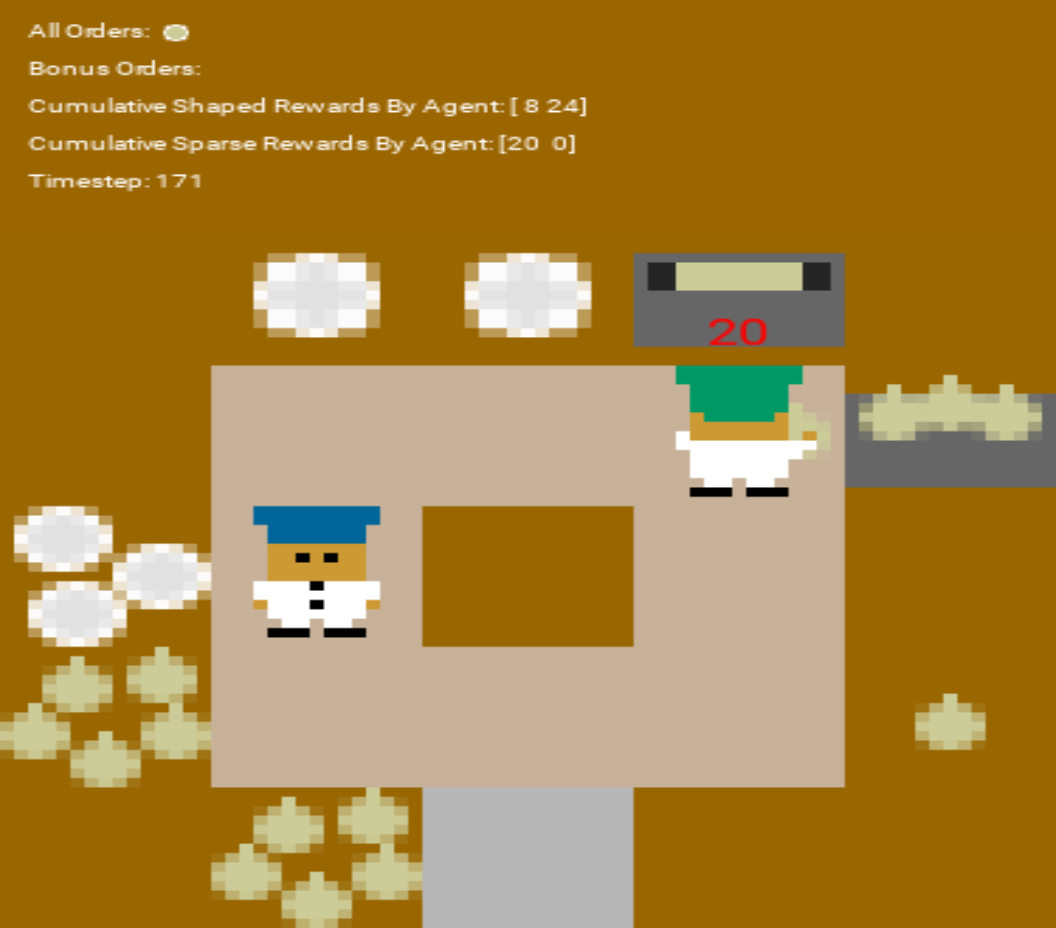 All Orders:
Bonus Orders:
Cumulative Shaped Rewards By Agent: [ 8 24]
Cumulative Sparse Rewards By Agent: [20  0]
Timestep: 171
20